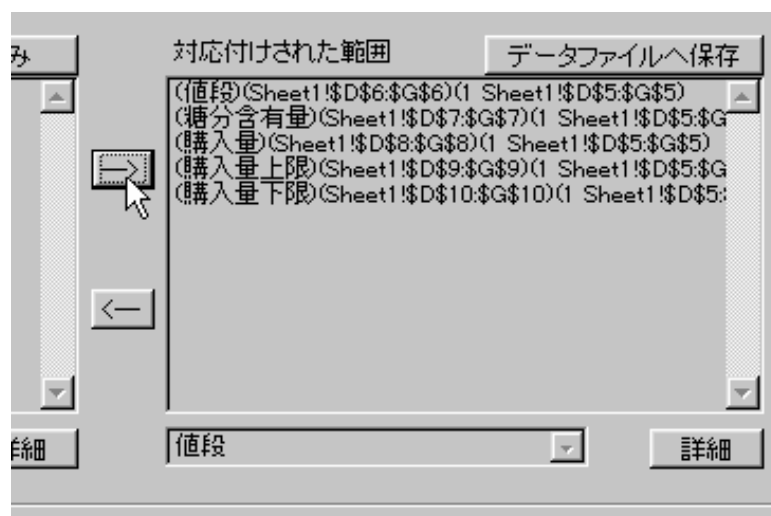 み 対応付けされた範囲 データファイルへ保存
(値段)(Sheet1!$D$6:$G$6)(1 Sheet1!$D$5:$G$5)
(糖分含有量)(Sheet1!$D$7:$G$7)(1 Sheet1!$D$5:$G
(購入量)(Sheet1!$D$8:$G$8)(1 Sheet1!$D$5:$G$5)
(購入量上限)(Sheet1!$D$9:$G$9)(1 Sheet1!$D$5:$G
(購入量下限)(Sheet1!$D$10:$G$10)(1 Sheet1!$D$5:
詳細 値段 詳細